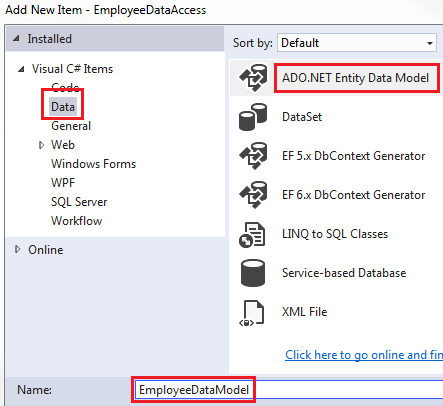 Add New Item - EmployeeDataAccess
Installed
Visual C# Items
Code
Data
General
Web
Windows Forms
WPF
SQL Server
Workflow
Online
Sort by: Default
ADO.NET Entity Data Model
DataSet
EF 5.x DbContext Generator
EF 6.x DbContext Generator
LINQ to SQL Classes
Service-based Database
XML File
Click here to go online and fin
Name: EmployeeDataModel